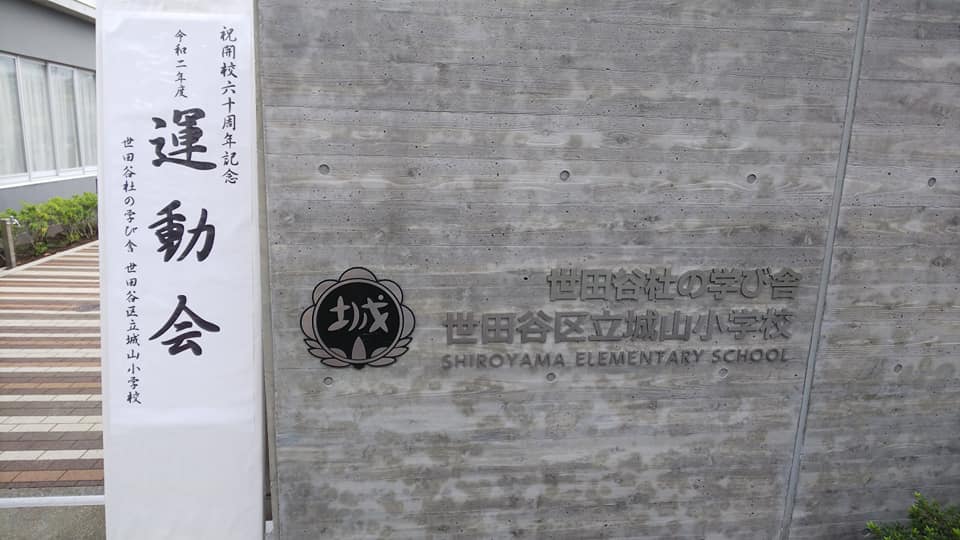 祝開校六十周年記念
令和二年度
運動会
世田谷杜の学び舎 世田谷区立城山小学校
城
世田谷杜の学び舎
世田谷区立城山小学校
SHIROYAMA ELEMENTARY SCHOOL